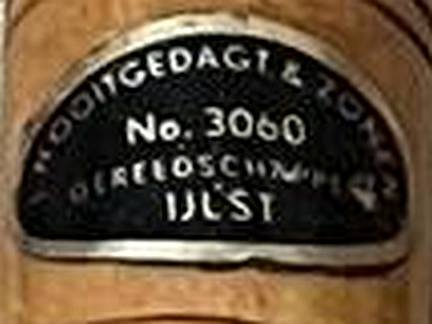 NOOITGEDAGT & ZONEN
No. 3060
GEREEDSCHAPPEN
IJLST